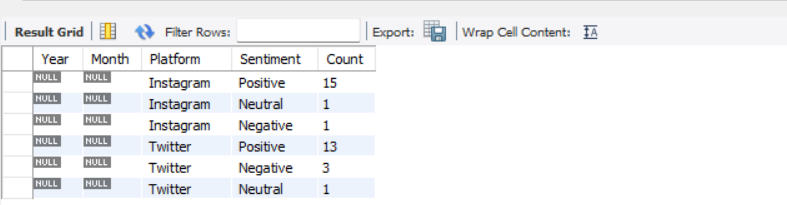 Result Grid Filter Rows: Export: Wrap Cell Content: IA
Year Month Platform Sentiment Count
NULL NULL Instagram Positive 15
NULL NULL Instagram Neutral 1
NULL NULL Instagram Negative 1
NULL NULL Twitter Positive 13
NULL NULL Twitter Negative 3
NULL NULL Twitter Neutral 1